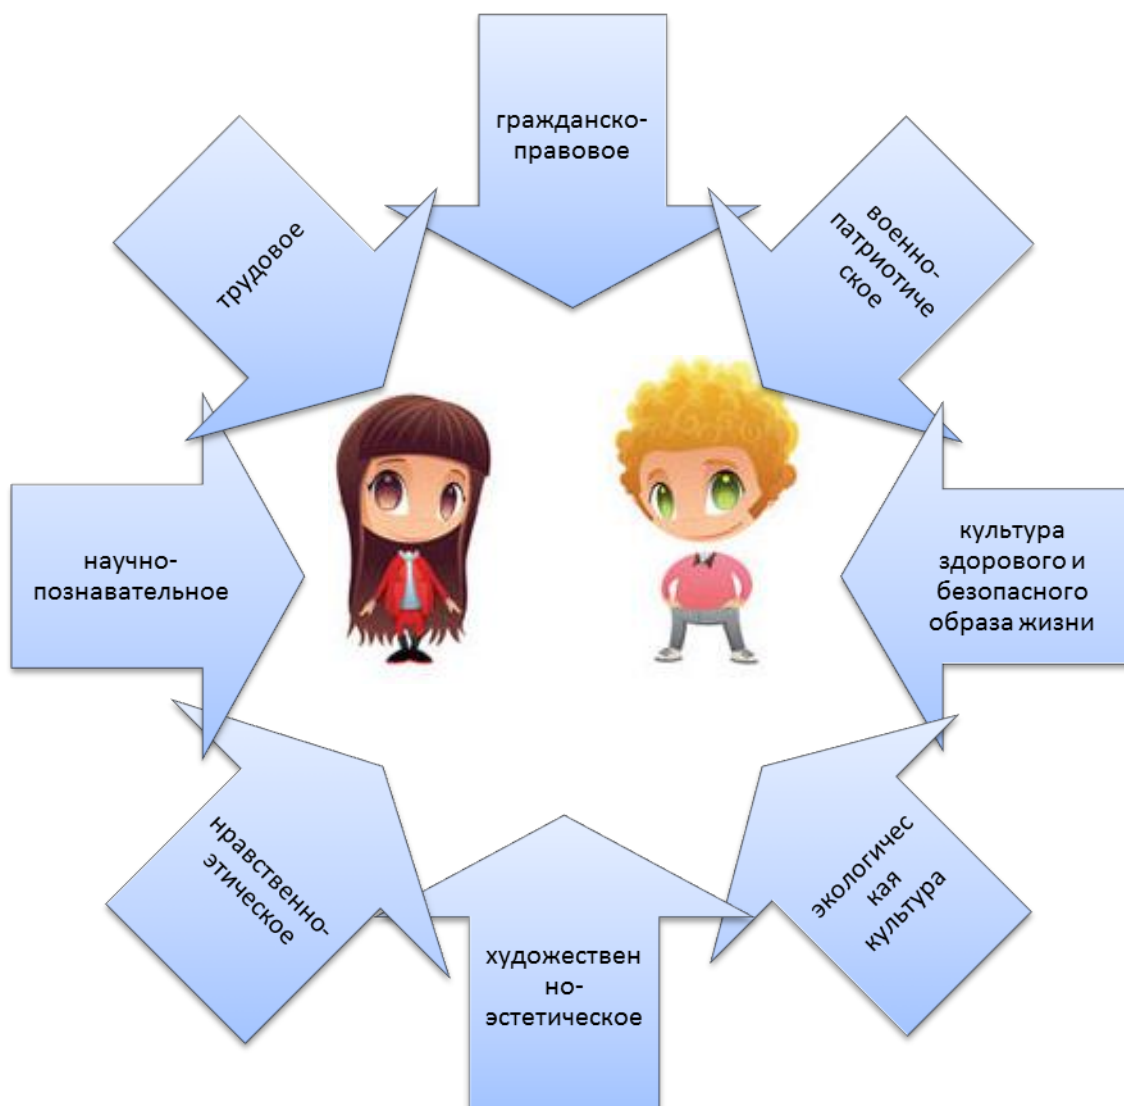 гражданско-
правовое
военно-
патриотиче
ское
культура
здорового и
безопасного
образа жизни
экологичес
кая
культура
художествен
но-
эстетическое
нравственно-
этическое
научно-
познавательное
трудовое